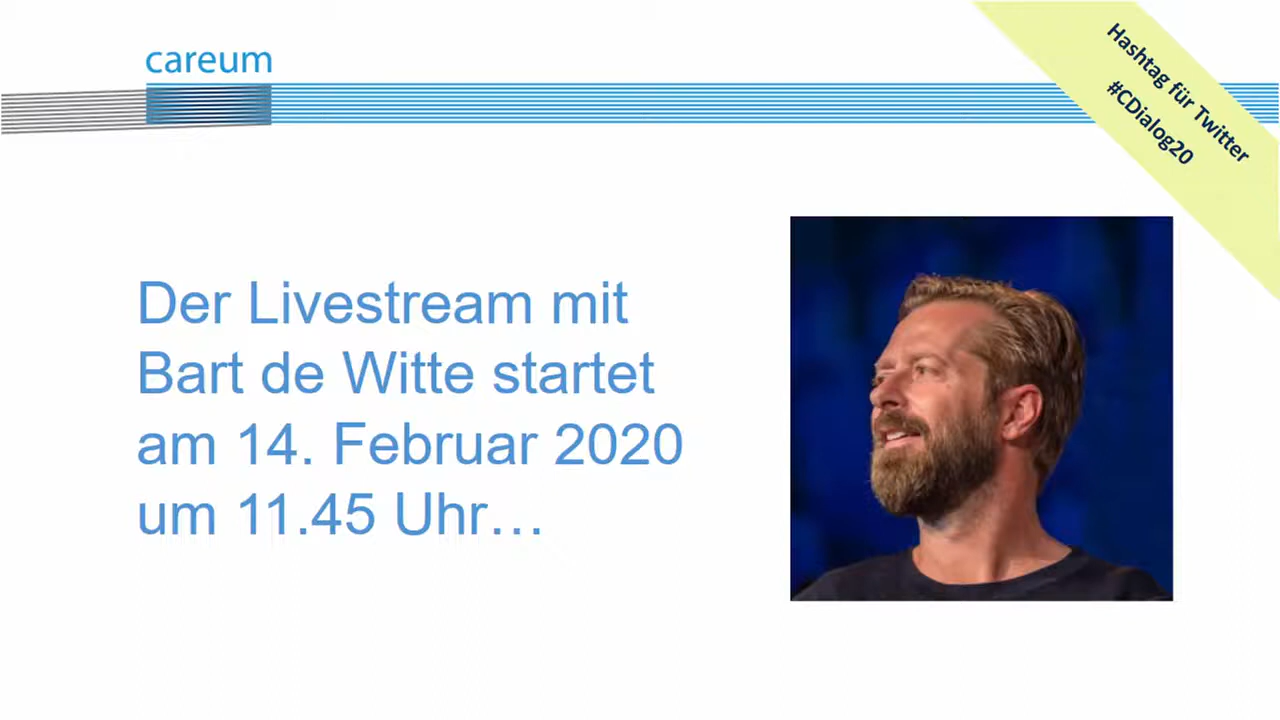 careum
Hashtag für Twitter
#CDialog20
Der Livestream mit
Bart de Witte startet
am 14. Februar 2020
um 11.45 Uhr…